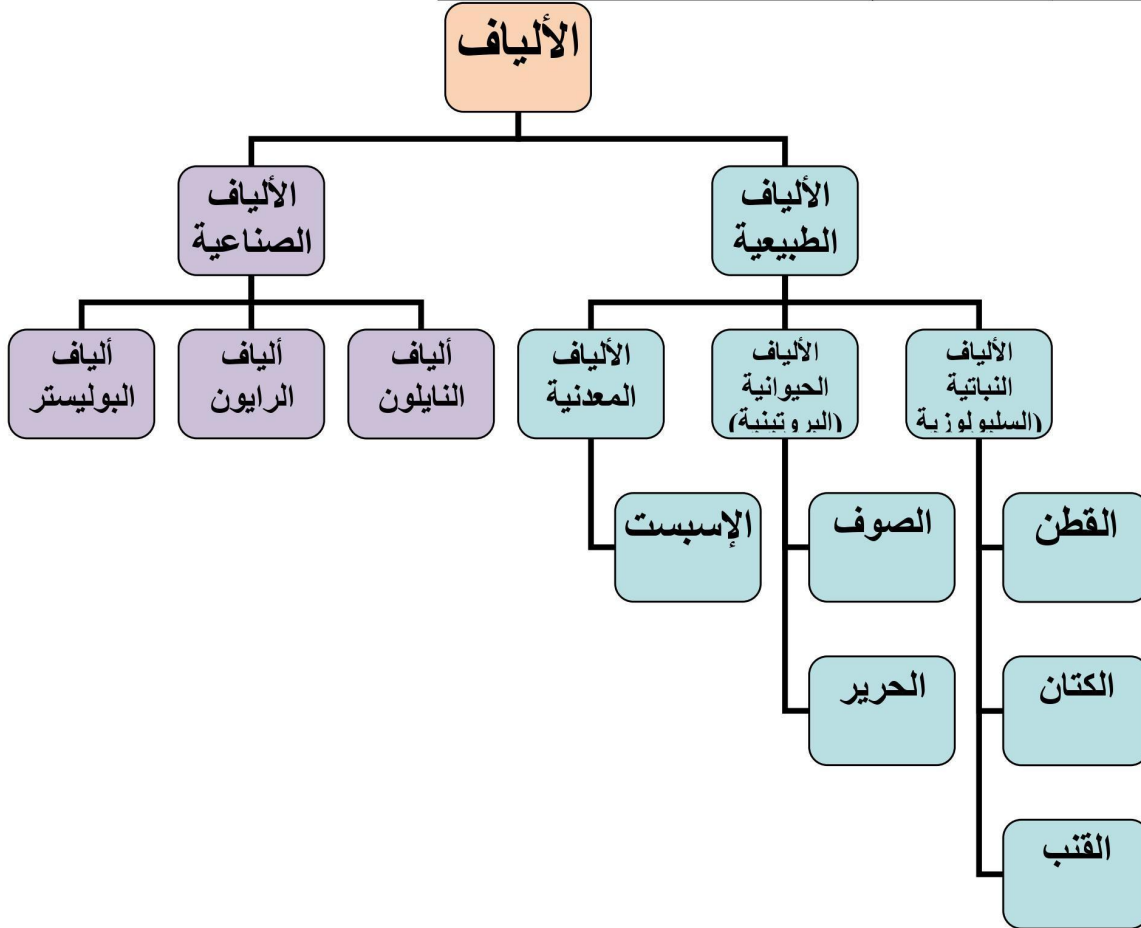 الألياف
الألياف
الطبيعية
الألياف
الصناعية
الألياف
النباتية
(السليولوزية
الألياف
الحيوانية
(البروتينية)
الألياف
المعدنية
ألياف
النايلون
ألياف
الرايون
ألياف
البوليستر
القطن
الصوف
الإسبست
الكتان
الحرير
القنب